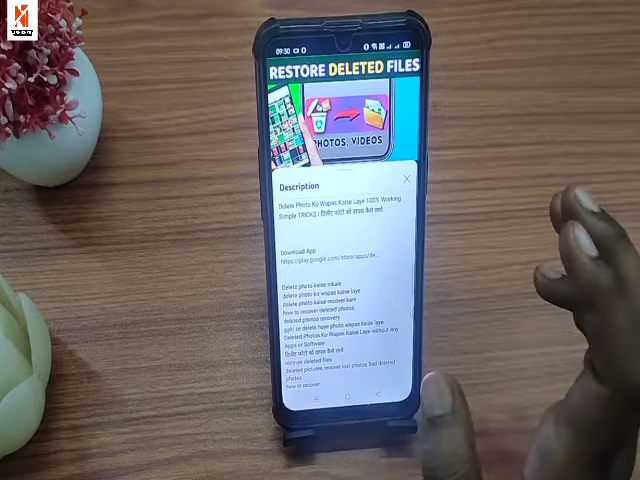 09:30
RESTORE DELETED FILES
PHOTOS, VIDEOS
Description
Delete Photo Ko Wapas Kaise Laye 100% Working
Simple TRICKS | डिलीट फोटो को वापस कैसे लाये
Download App
https://play.google.com/store/apps/de...
Delete photo kaise nikale
delete photo ko wapas kaise laye
delete photo kaise recover kare
how to recover deleted photos
deleted photos recovery
delete huye photo wapas kaise laye
Deleted Photos Ko Wapas Kaise Laye without Any
Apps or Software
डिलीट फोटो को वापस कैसे लाये
recover deleted files
deleted pictures recover lost photos find deleted
photos
how to recover